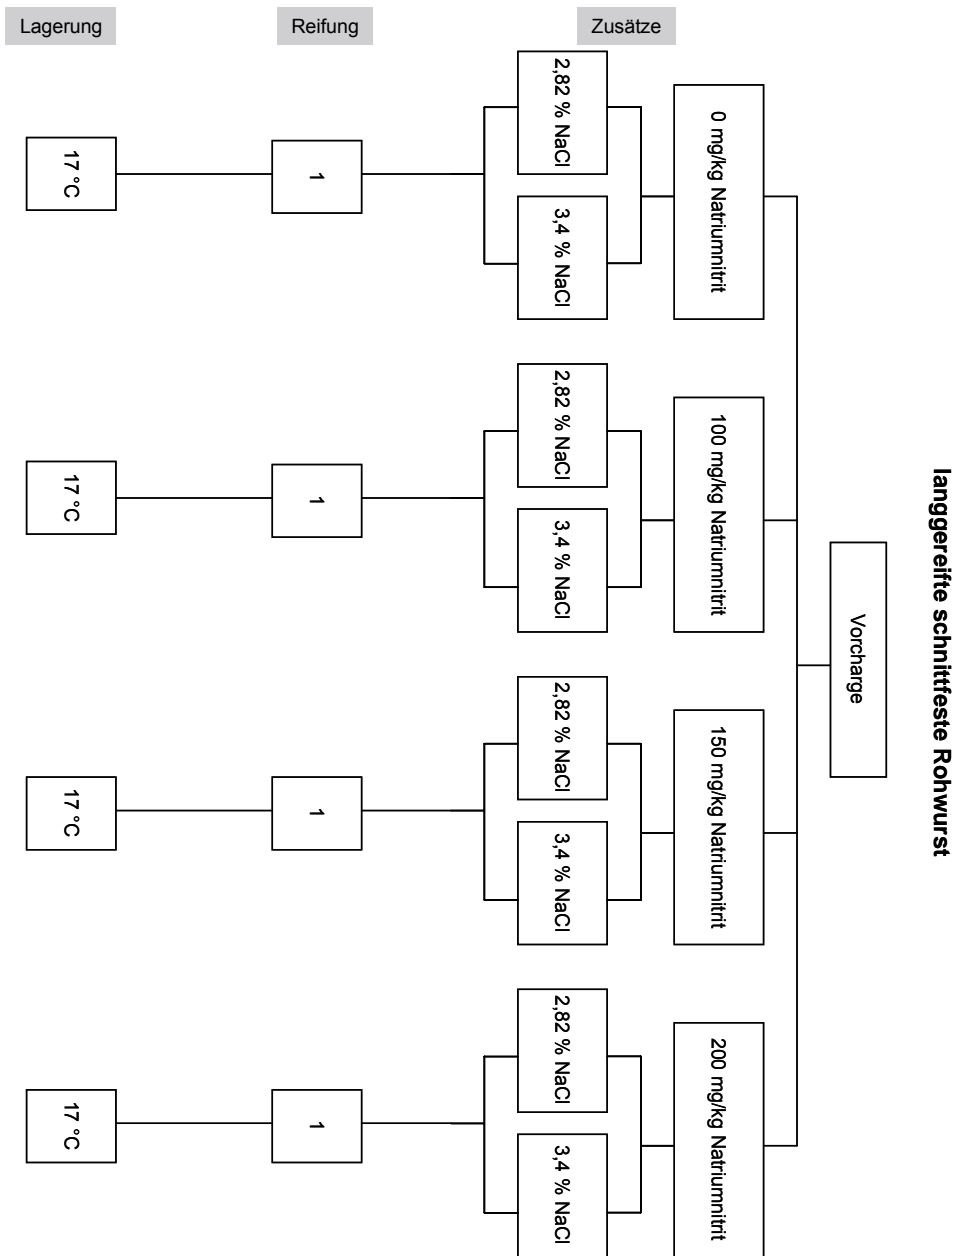 langgereifte schnittfeste Rohwurst
Vorcharge
Zusätze
0 mg/kg Natriumnitrit
100 mg/kg Natriumnitrit
150 mg/kg Natriumnitrit
200 mg/kg Natriumnitrit
2,82 % NaCl
3,4 % NaCl
2,82 % NaCl
3,4 % NaCl
2,82 % NaCl
3,4 % NaCl
2,82 % NaCl
3,4 % NaCl
Reifung
1
1
1
1
Lagerung
17 °C
17 °C
17 °C
17 °C